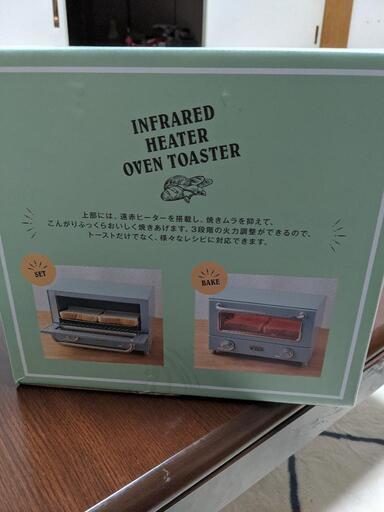 INFRARED
HEATER
OVEN TOASTER
上部には、遠赤ヒーターを搭載し、焼きムラを抑えて、
こんがりふっくらおいしく焼きあげます。3段階の火力調整ができるので、
トーストだけでなく、様々なレシピに対応できます。
SET
BAKE